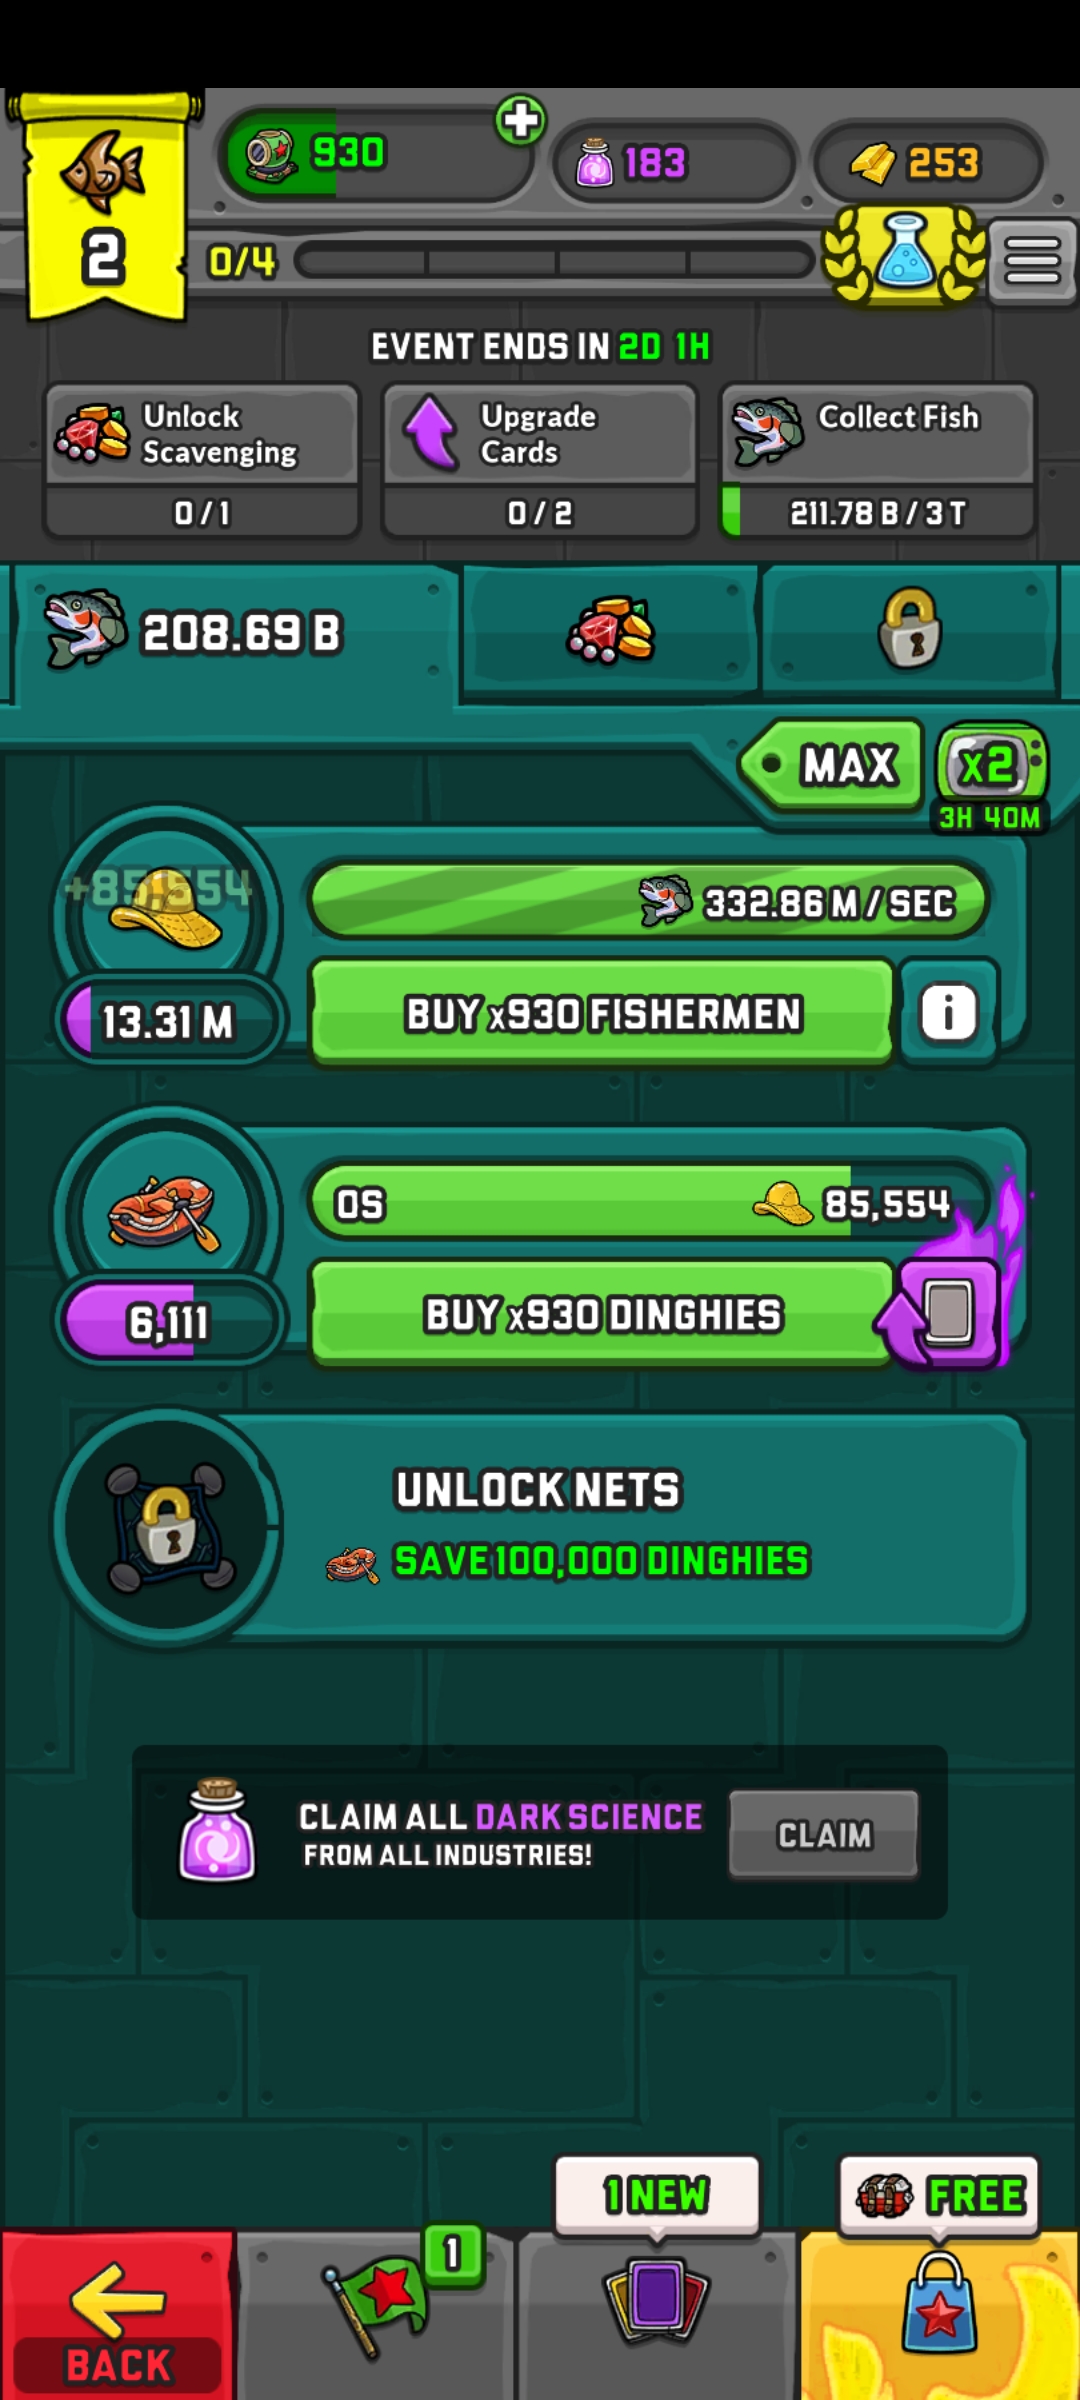 930
183
253
2
0/4
EVENT ENDS IN 2D 1H
Unlock
Scavenging
0 / 1
Upgrade
Cards
0 / 2
Collect Fish
211.78 B / 3 T
208.69 B
MAX
x2
3H 40M
+85,554
332.86 M / SEC
13.31 M
BUY x930 FISHERMEN
i
0S
85,554
6,111
BUY x930 DINGHIES
UNLOCK NETS
SAVE 100,000 DINGHIES
CLAIM ALL DARK SCIENCE
FROM ALL INDUSTRIES!
CLAIM
1 NEW
FREE
1
BACK